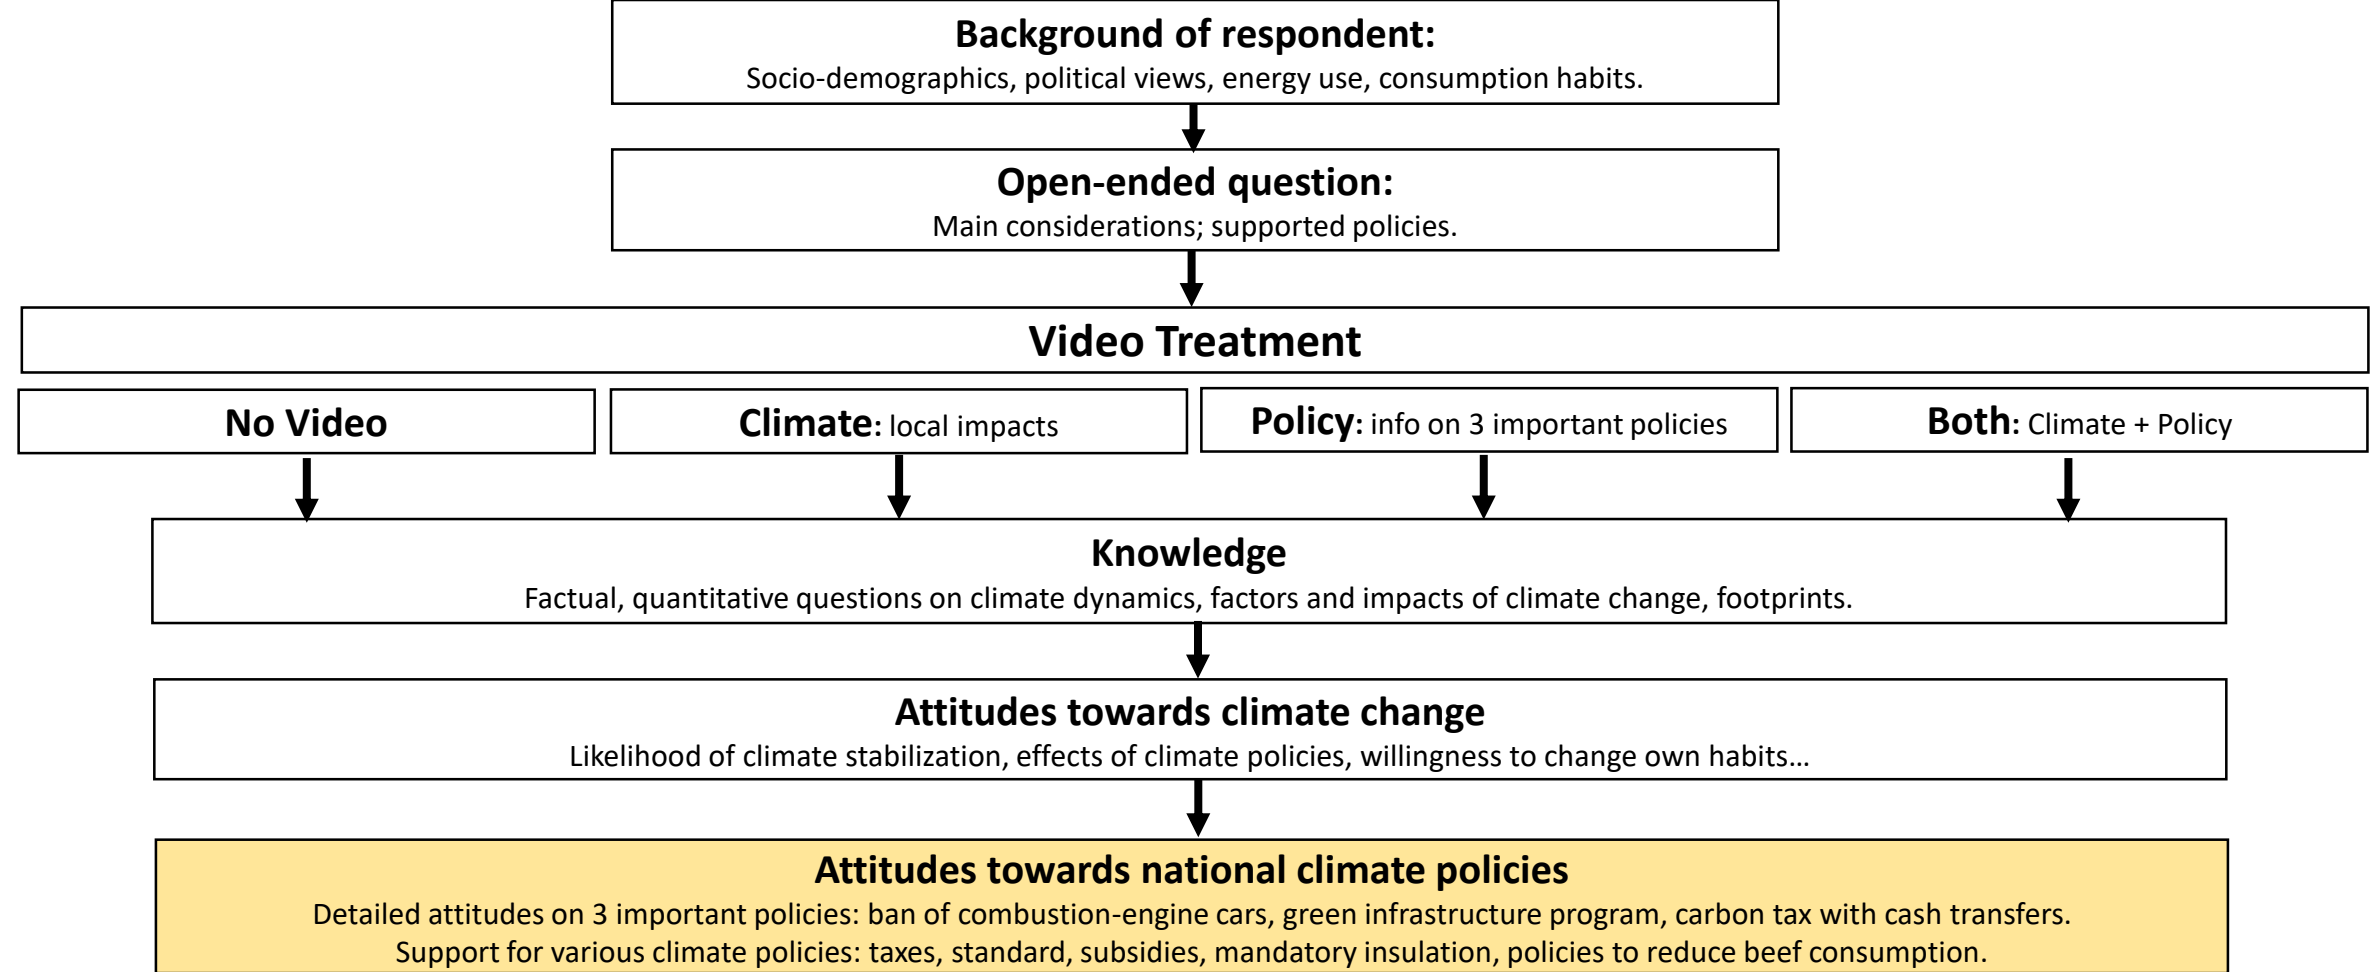 Background of respondent:
Socio-demographics, political views, energy use, consumption habits.
Open-ended question:
Main considerations; supported policies.
Video Treatment
No Video
Climate: local impacts
Policy: info on 3 important policies
Both: Climate + Policy
Knowledge
Factual, quantitative questions on climate dynamics, factors and impacts of climate change, footprints.
Attitudes towards climate change
Likelihood of climate stabilization, effects of climate policies, willingness to change own habits…
Attitudes towards national climate policies
Detailed attitudes on 3 important policies: ban of combustion-engine cars, green infrastructure program, carbon tax with cash transfers.
Support for various climate policies: taxes, standard, subsidies, mandatory insulation, policies to reduce beef consumption.